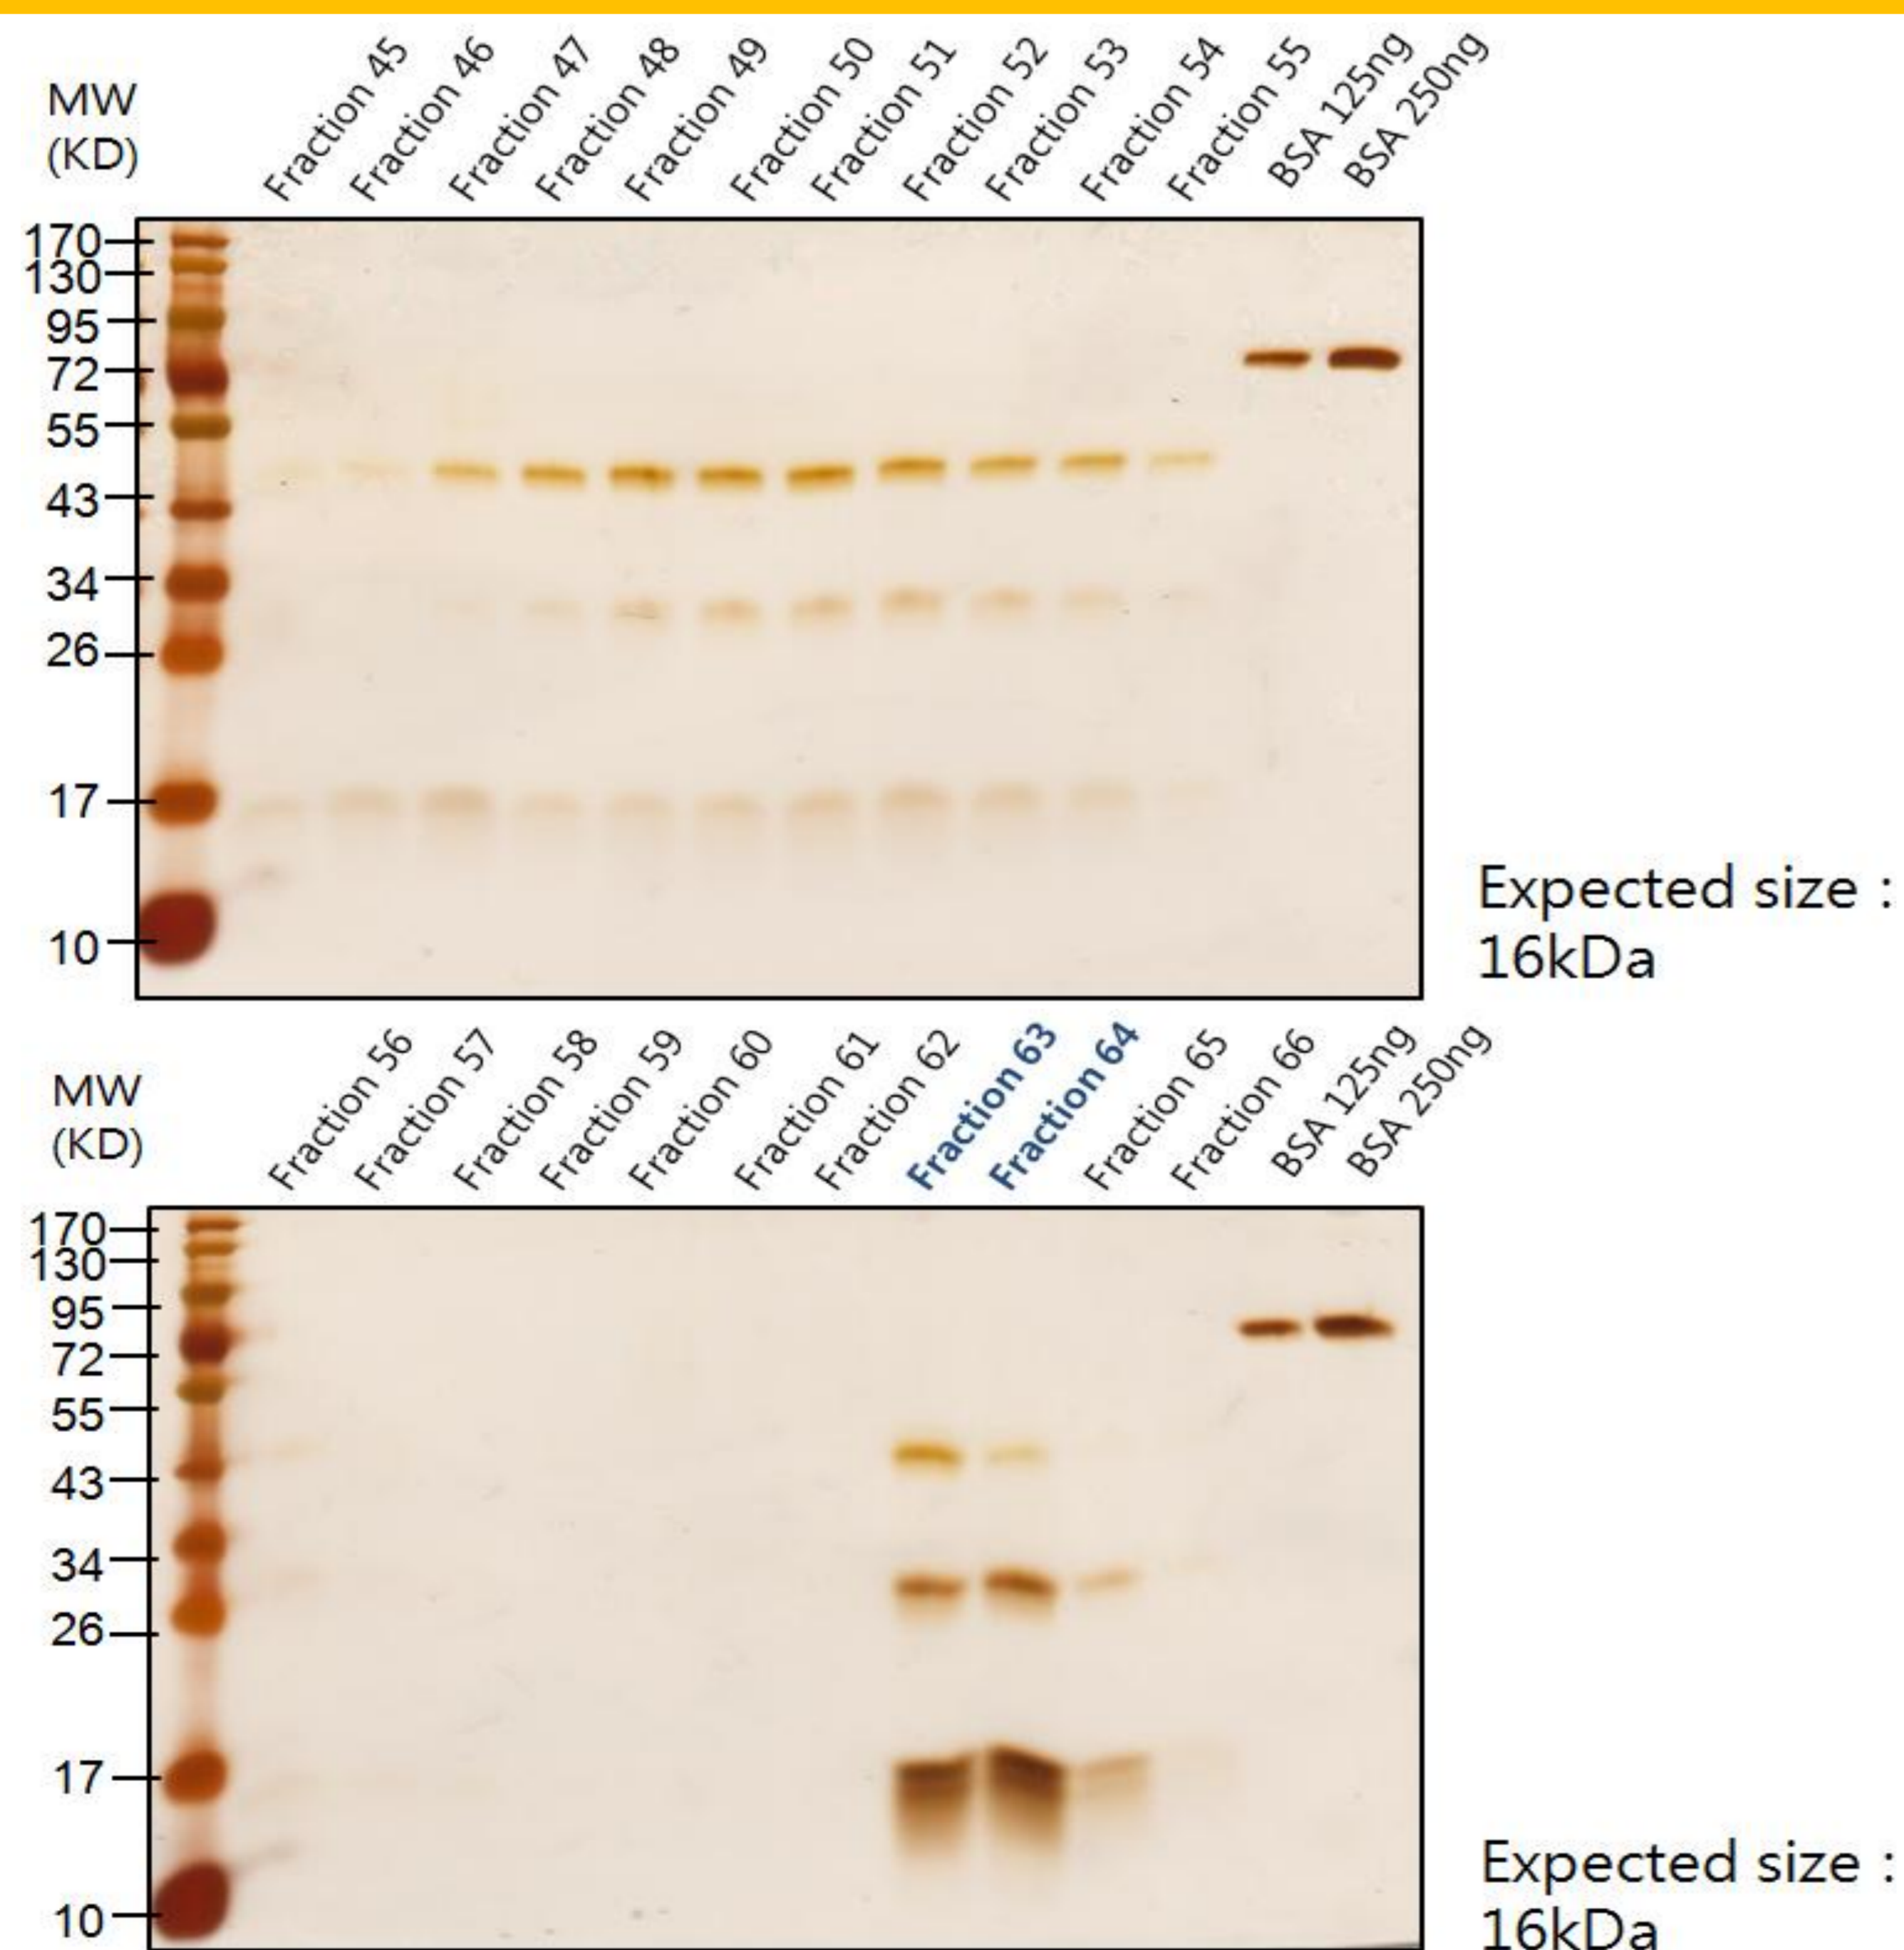 MW
(KD)
Fraction 45
Fraction 46
Fraction 47
Fraction 48
Fraction 49
Fraction 50
Fraction 51
Fraction 52
Fraction 53
Fraction 54
Fraction 55
BSA 125ng
BSA 250ng
170
130
95
72
55
43
34
26
17
10
Expected size :
16kDa
MW
(KD)
Fraction 56
Fraction 57
Fraction 58
Fraction 59
Fraction 60
Fraction 61
Fraction 62
Fraction 63
Fraction 64
Fraction 65
Fraction 66
BSA 125ng
BSA 250ng
170
130
95
72
55
43
34
26
17
10
Expected size :
16kDa